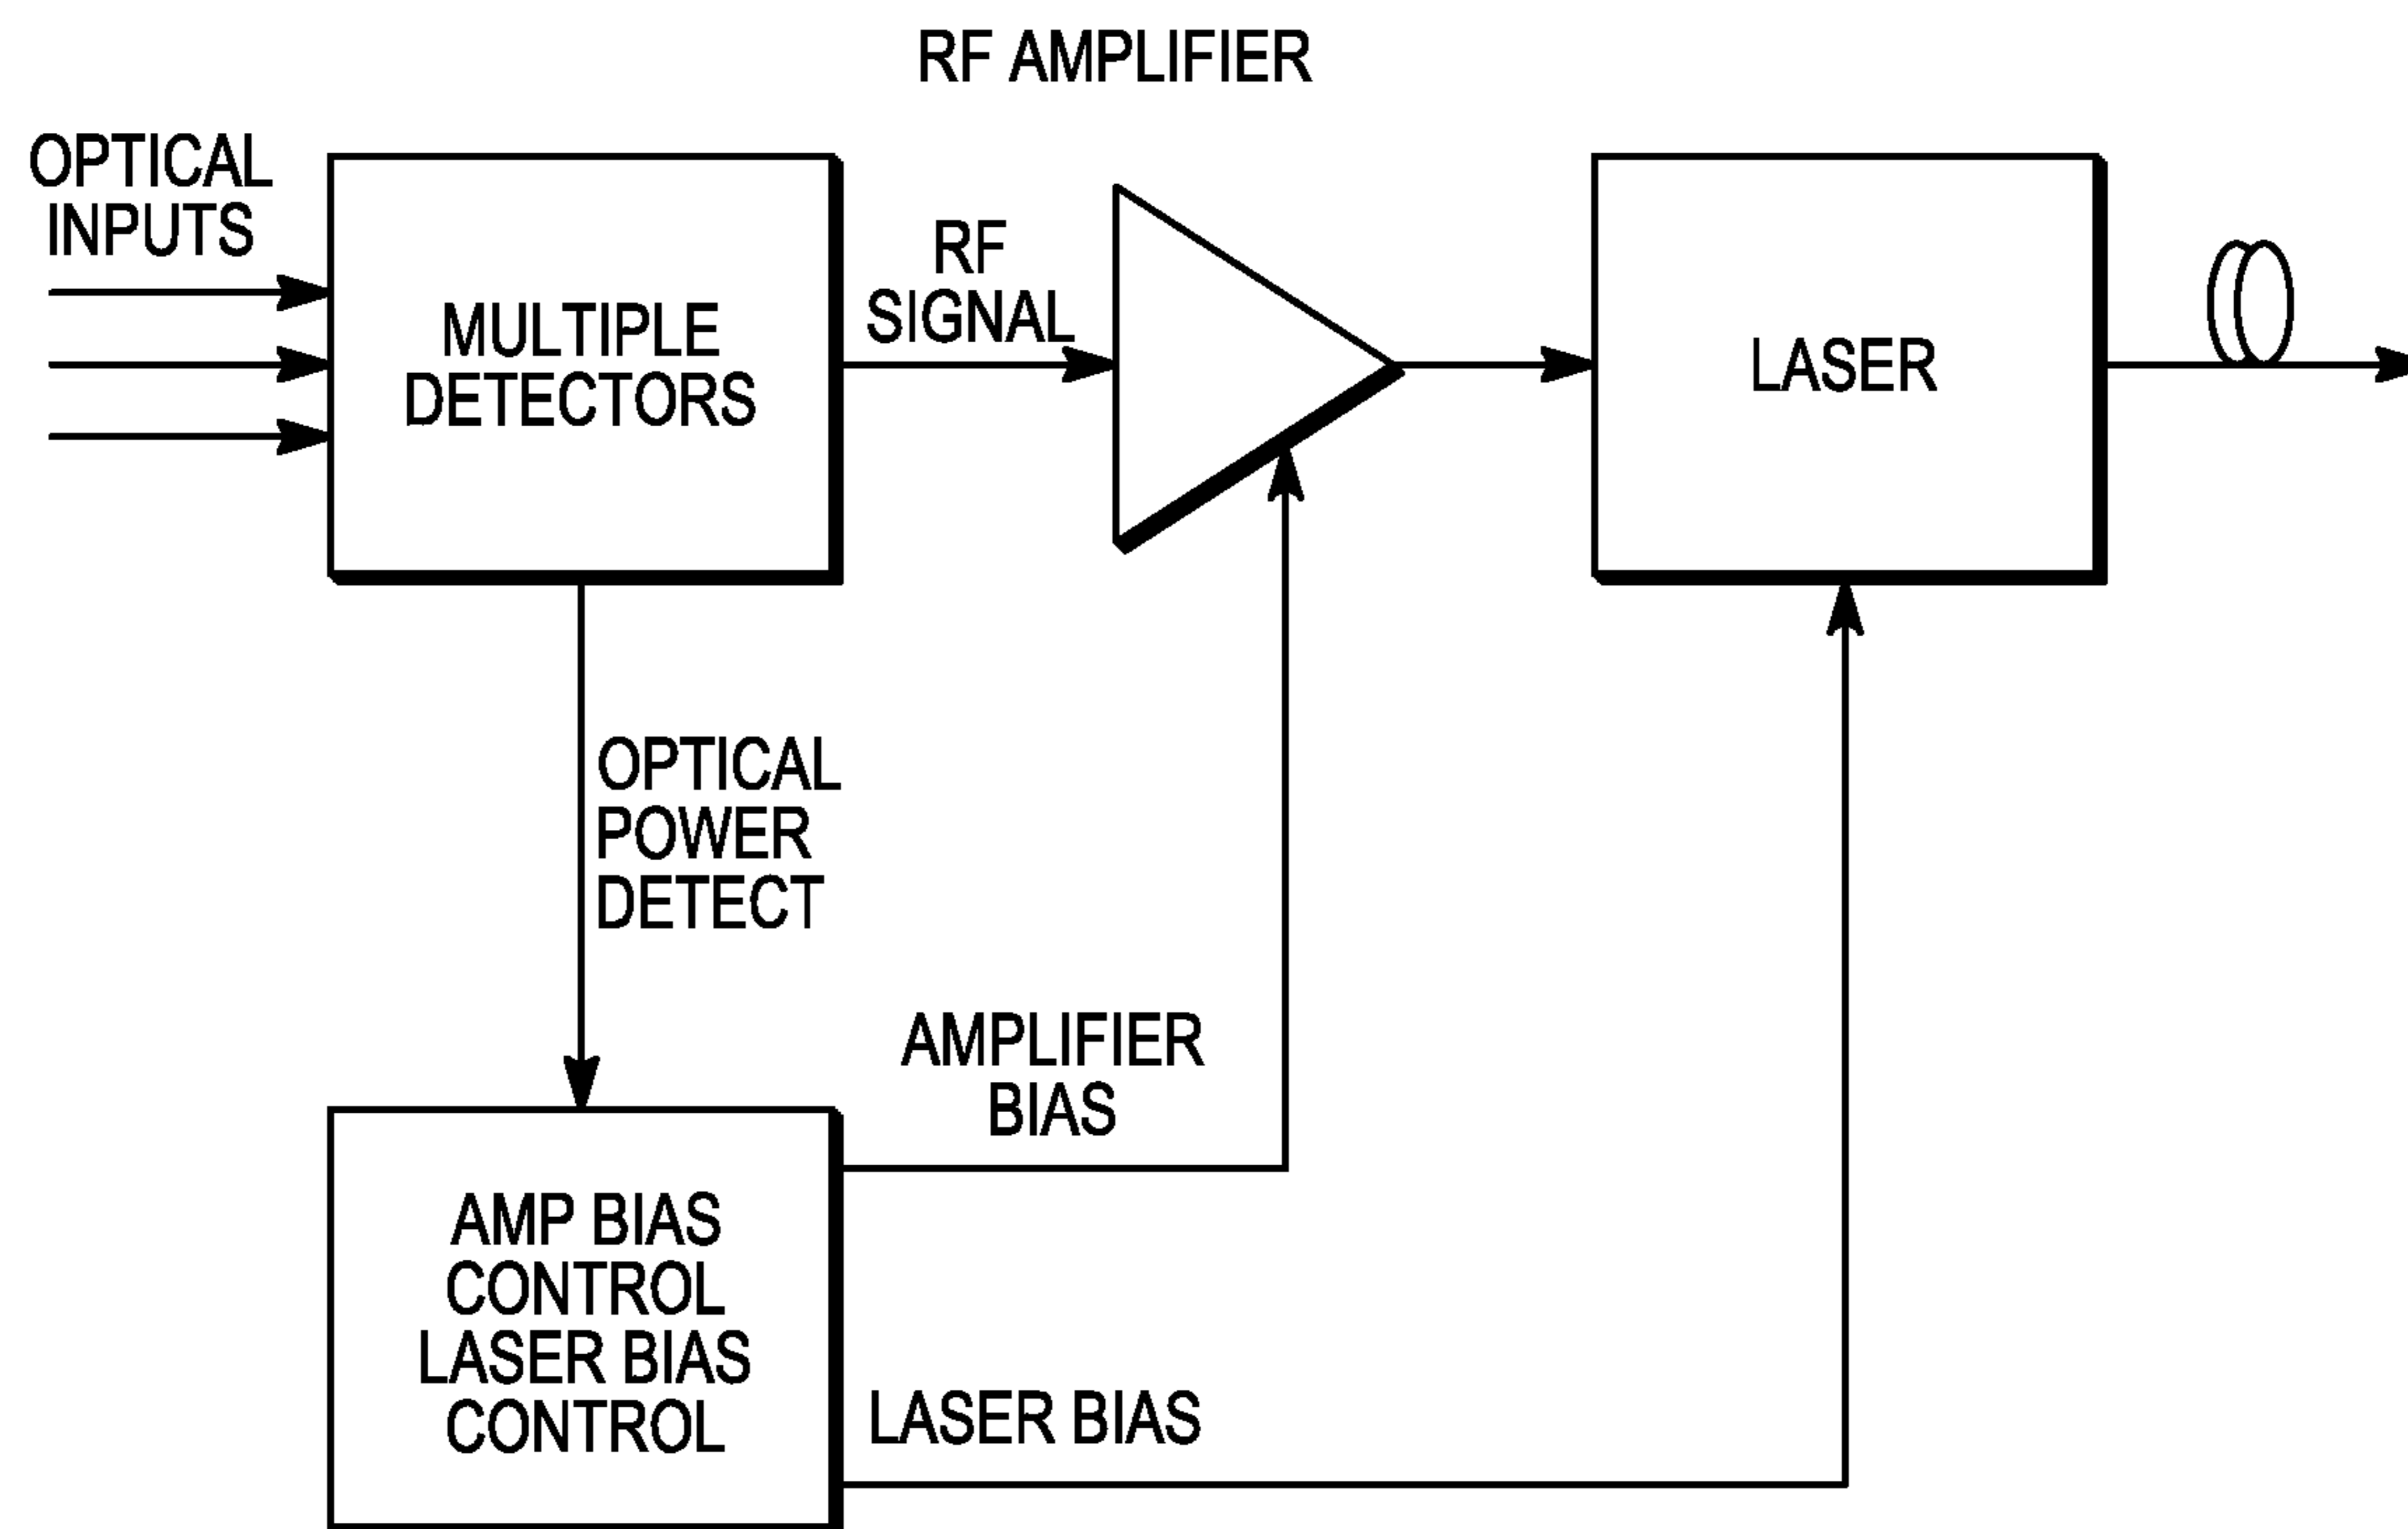 RF AMPLIFIER
OPTICAL
INPUTS
MULTIPLE
DETECTORS
RF
SIGNAL
LASER
OPTICAL
POWER
DETECT
AMPLIFIER
BIAS
AMP BIAS
CONTROL
LASER BIAS
CONTROL
LASER BIAS